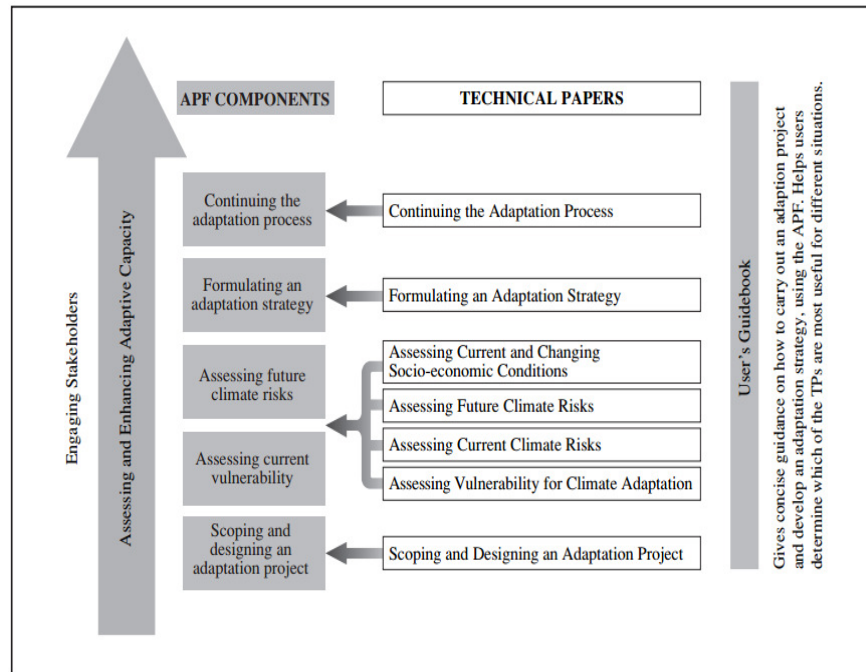 APF COMPONENTS
TECHNICAL PAPERS
Continuing the
adaptation process
Continuing the Adaptation Process
Formulating an
adaptation strategy
Formulating an Adaptation Strategy
Assessing future
climate risks
Assessing Current and Changing
Socio-economic Conditions
Assessing Future Climate Risks
Assessing current
vulnerability
Assessing Current Climate Risks
Assessing Vulnerability for Climate Adaptation
Scoping and
designing an
adaptation project
Scoping and Designing an Adaptation Project
Engaging Stakeholders
Assessing and Enhancing Adaptive Capacity
User's Guidebook
Gives concise guidance on how to carry out an adaptation project
and develop an adaptation strategy, using the APF. Helps users
determine which of the TPs are most useful for different situations.